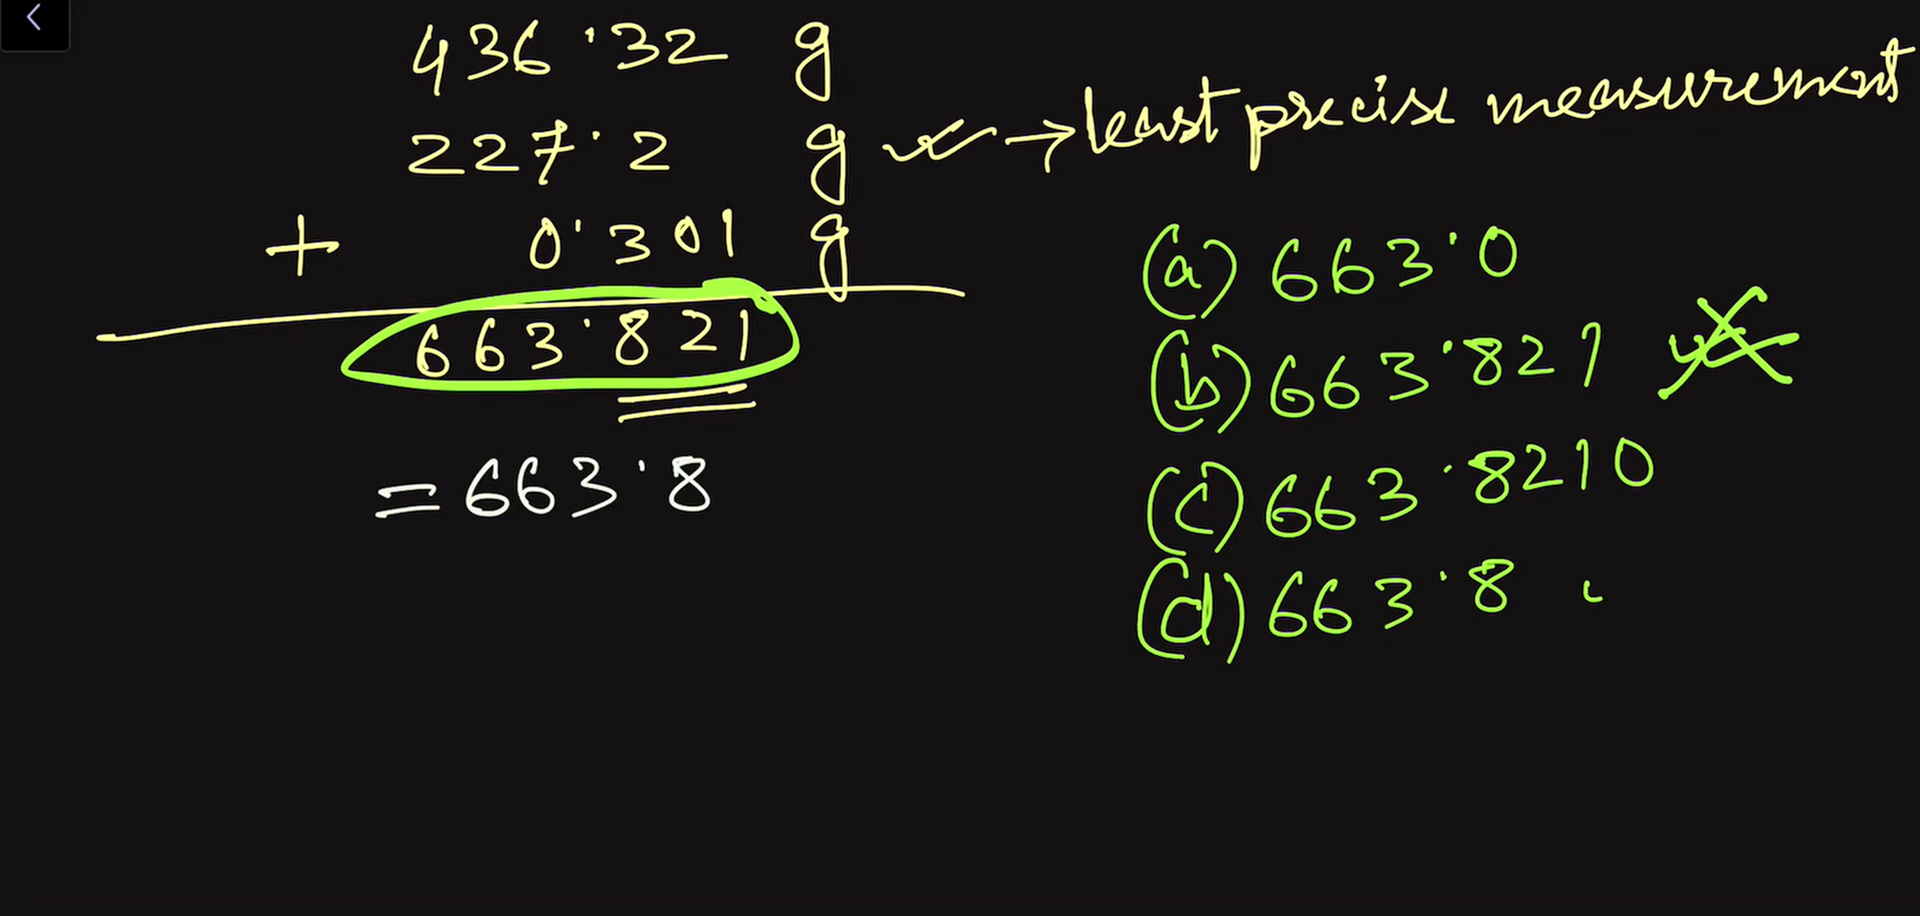 436.32 g
227.2 g → least precise measurement
+ 0.301 g
663.821
= 663.8
(a) 663.0
(b) 663.821
(c) 663.8210
(d) 663.8